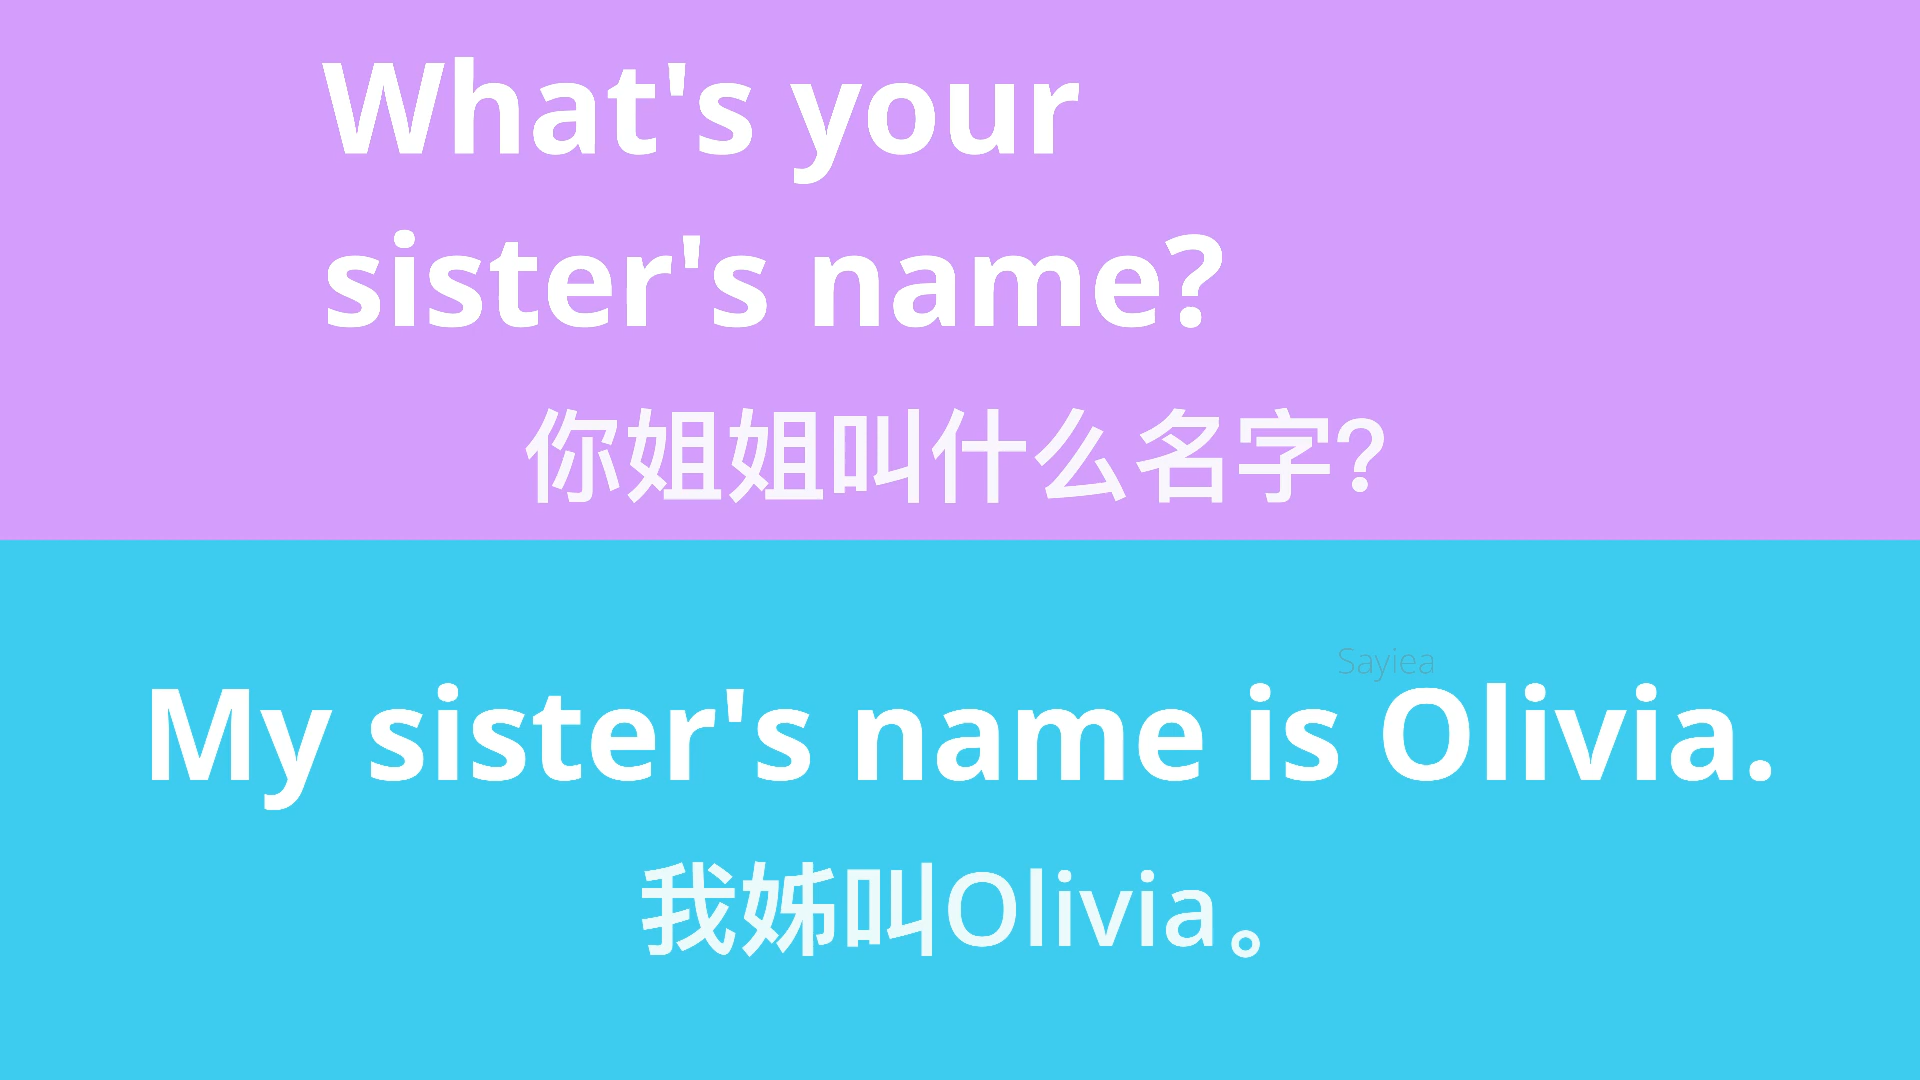 What's your
sister's name?
你姐姐叫什么名字？
Sayiea
My sister's name is Olivia.
我姊叫Olivia。